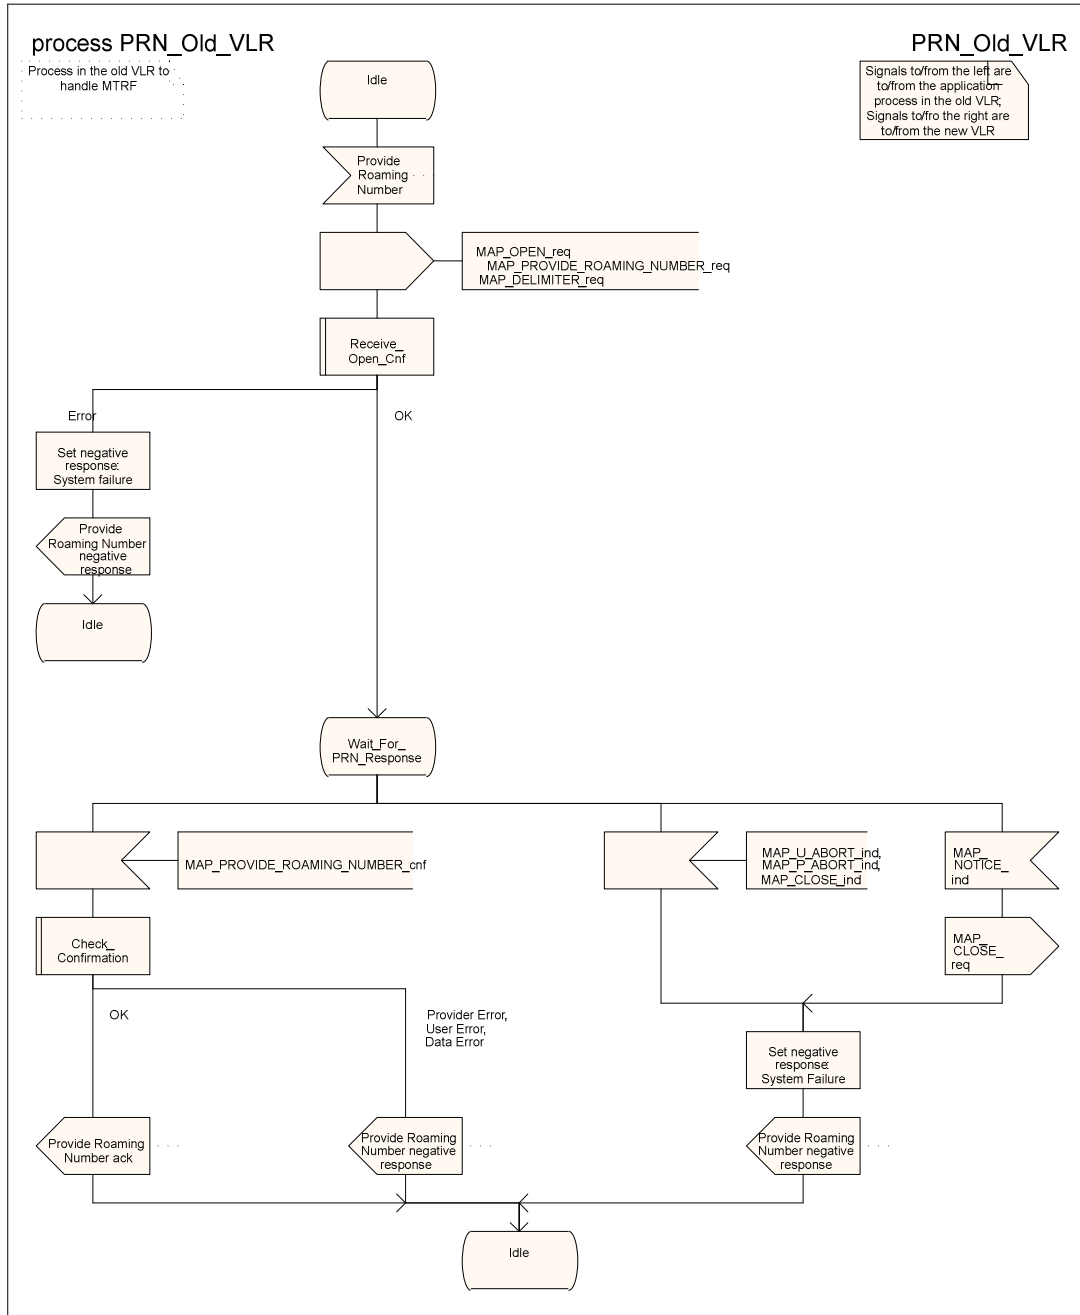 process PRN_Old_VLR
PRN_Old_VLR
Process in the old VLR to
handle MTRF
Signals to/from the left are
to/from the application
process in the old VLR;
Signals to/fro the right are
to/from the new VLR
Idle
Provide
Roaming
Number
MAP_OPEN_req
MAP_PROVIDE_ROAMING_NUMBER_req
MAP_DELIMITER_req
Receive_
Open_Cnf
Error
OK
Set negative
response:
System failure
Provide
Roaming Number
negative
response
Idle
Wait_For_
PRN_Response
MAP_PROVIDE_ROAMING_NUMBER_cnf
MAP_U_ABORT_ind,
MAP_P_ABORT_ind,
MAP_CLOSE_ind
MAP_
NOTICE_
ind
Check_
Confirmation
MAP_
CLOSE_
req
OK
Provider Error,
User Error,
Data Error
Set negative
response:
System Failure
Provide Roaming
Number ack
Provide Roaming
Number negative
response
Provide Roaming
Number negative
response
Idle